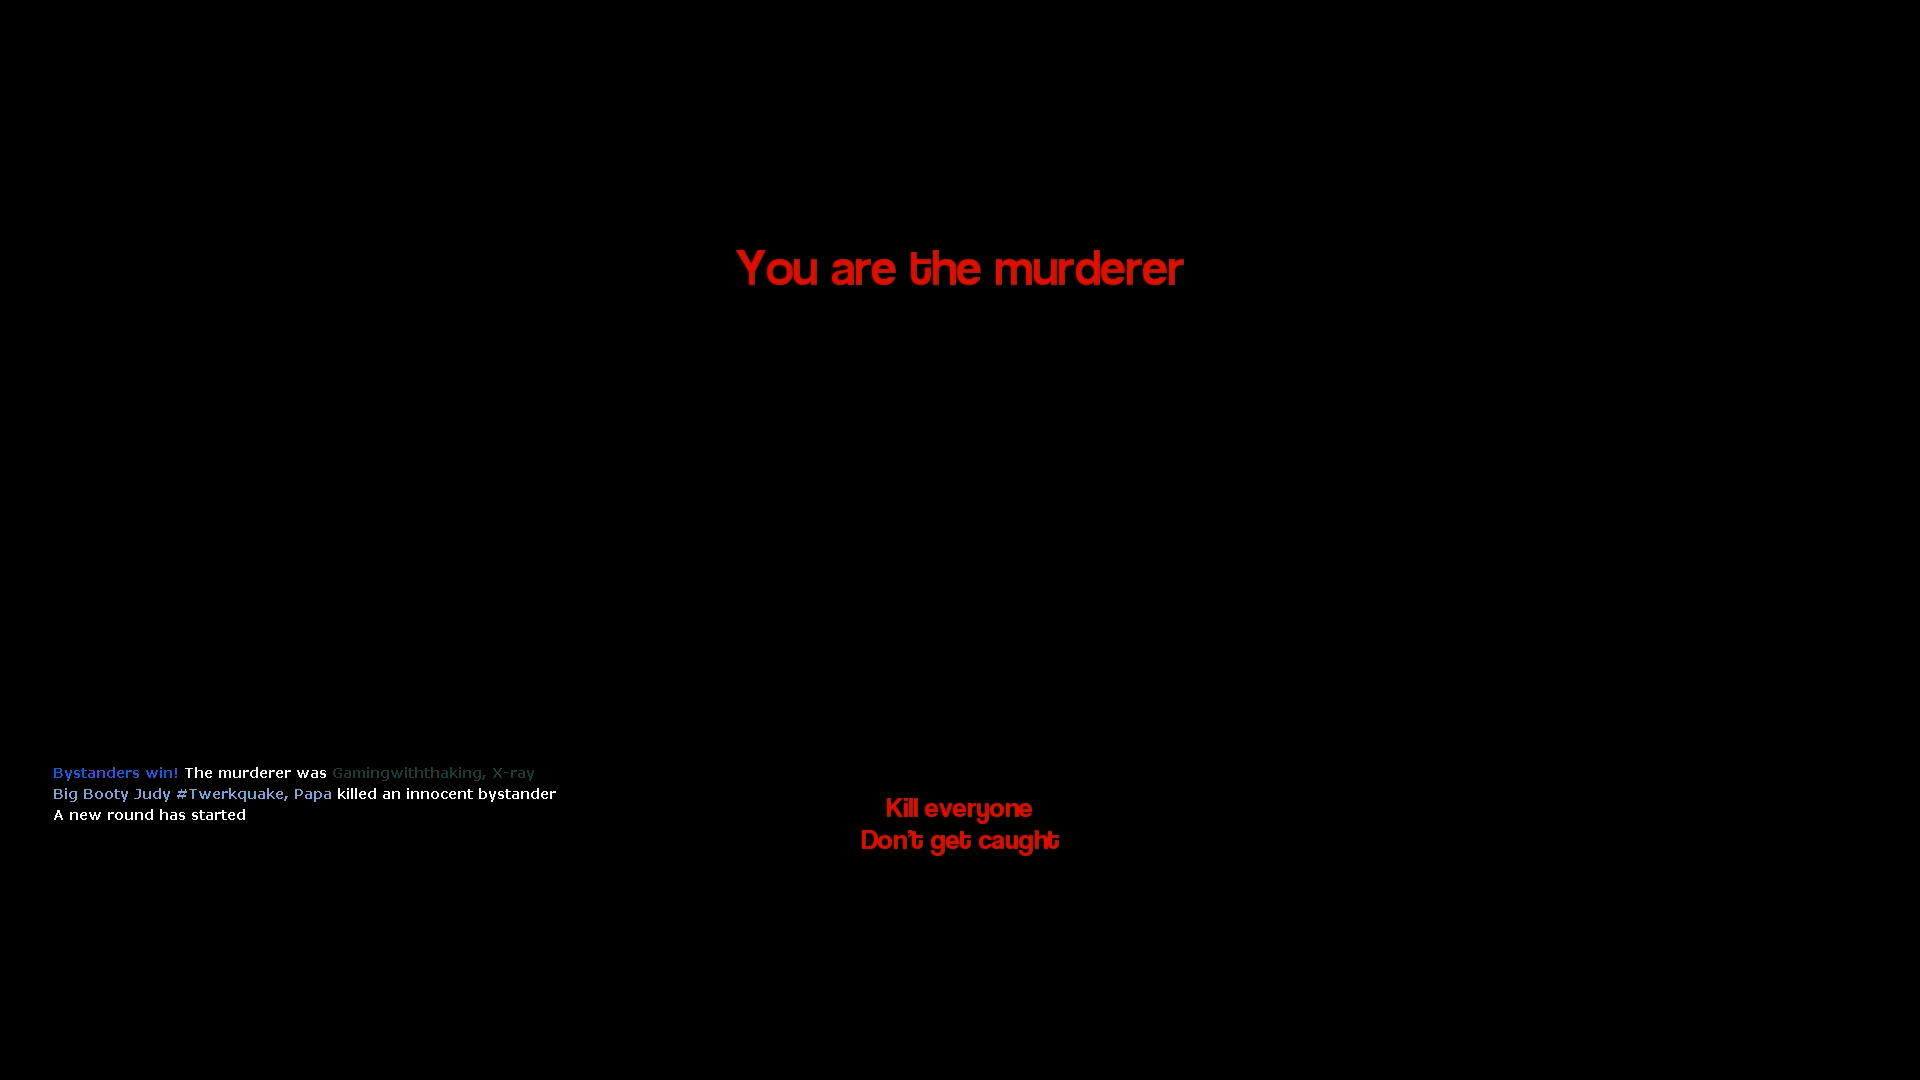 You are the murderer
Bystanders win! The murderer was Gamingwiththaking, X-ray
Big Booty Judy #Twerkquake, Papa killed an innocent bystander
A new round has started
Kill everyone
Don't get caught